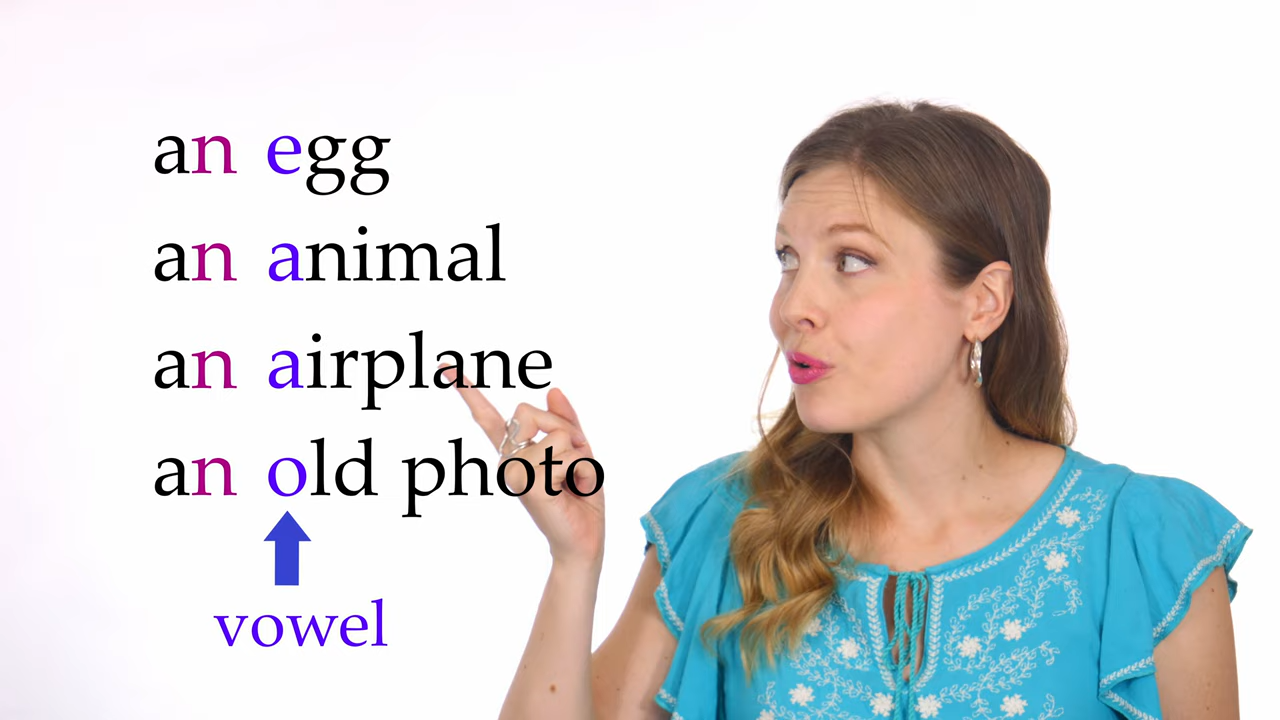 an egg
an animal
an airplane
an old photo
vowel